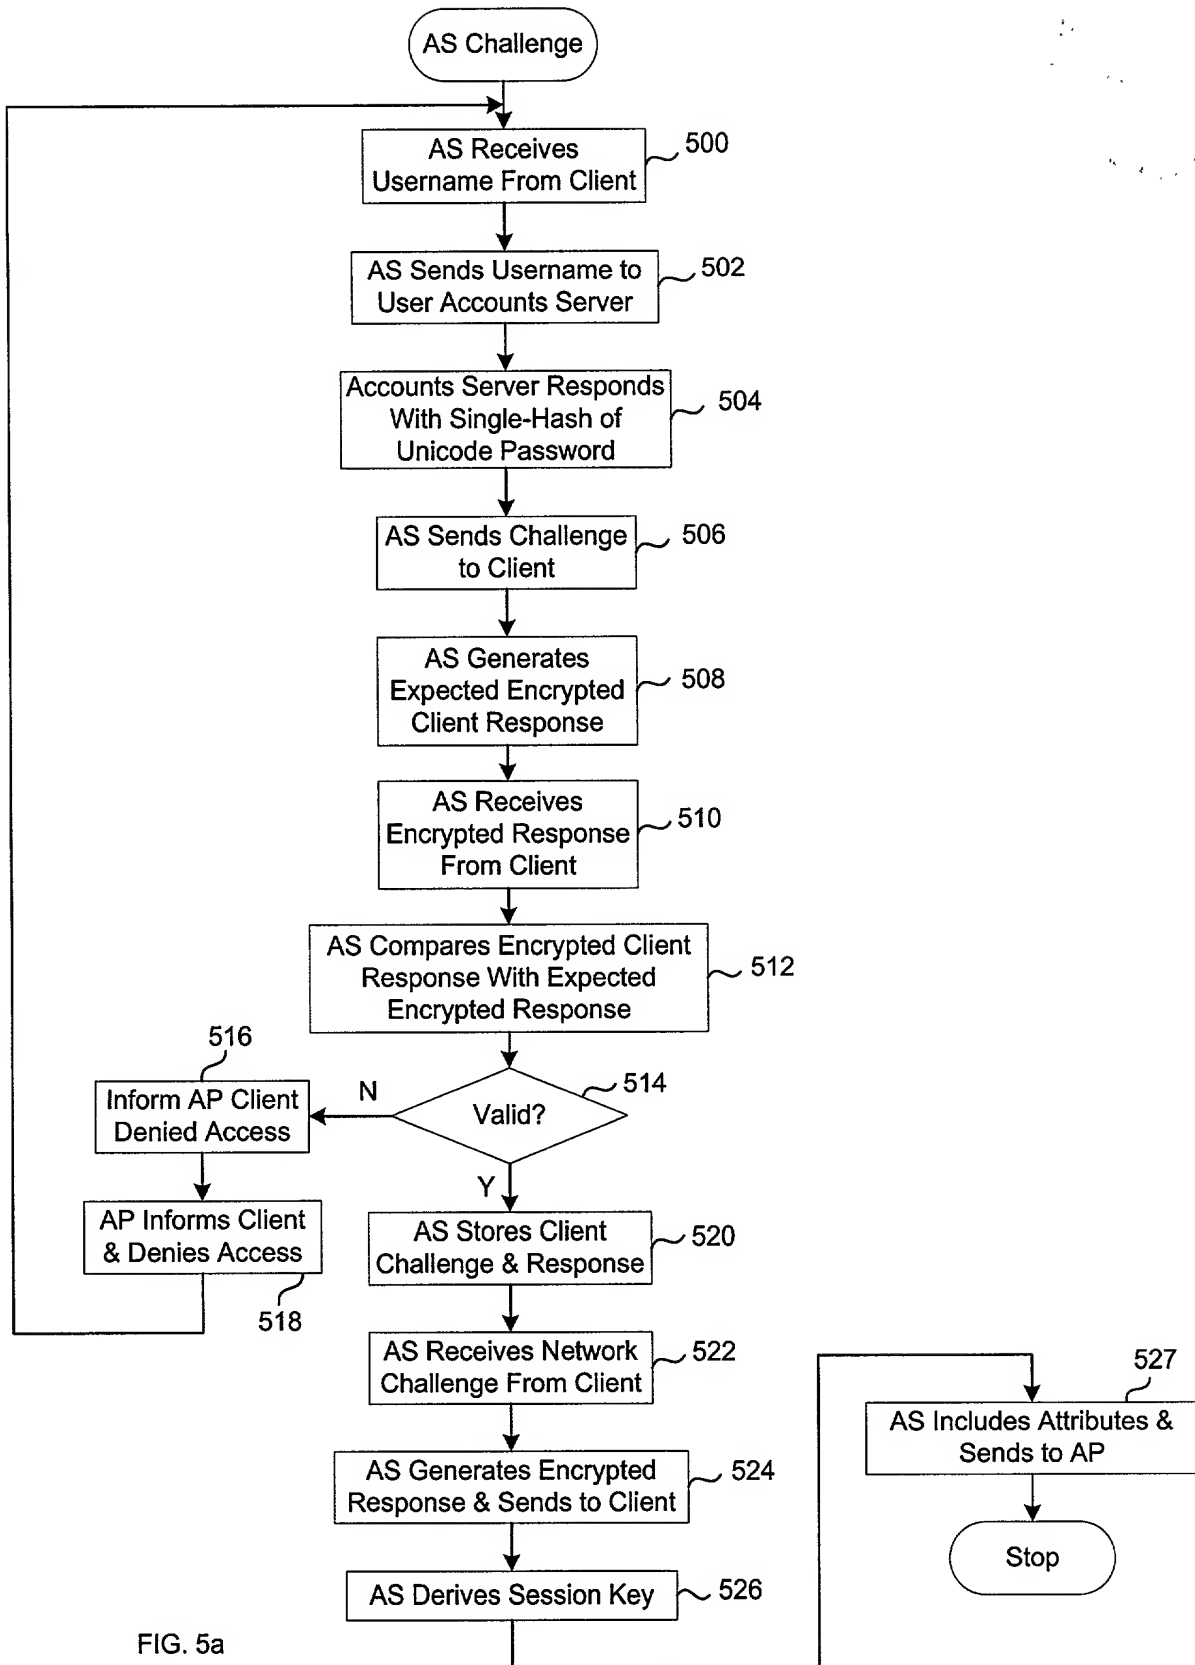 AS Challenge
AS Receives
Username From Client
500
AS Sends Username to
User Accounts Server
502
Accounts Server Responds
With Single-Hash of
Unicode Password
504
AS Sends Challenge
to Client
506
AS Generates
Expected Encrypted
Client Response
508
AS Receives
Encrypted Response
From Client
510
AS Compares Encrypted Client
Response With Expected
Encrypted Response
512
Valid?
514
N
516
Inform AP Client
Denied Access
AP Informs Client
& Denies Access
518
Y
AS Stores Client
Challenge & Response
520
AS Receives Network
Challenge From Client
522
AS Generates Encrypted
Response & Sends to Client
524
AS Derives Session Key
526
527
AS Includes Attributes &
Sends to AP
Stop
FIG. 5a